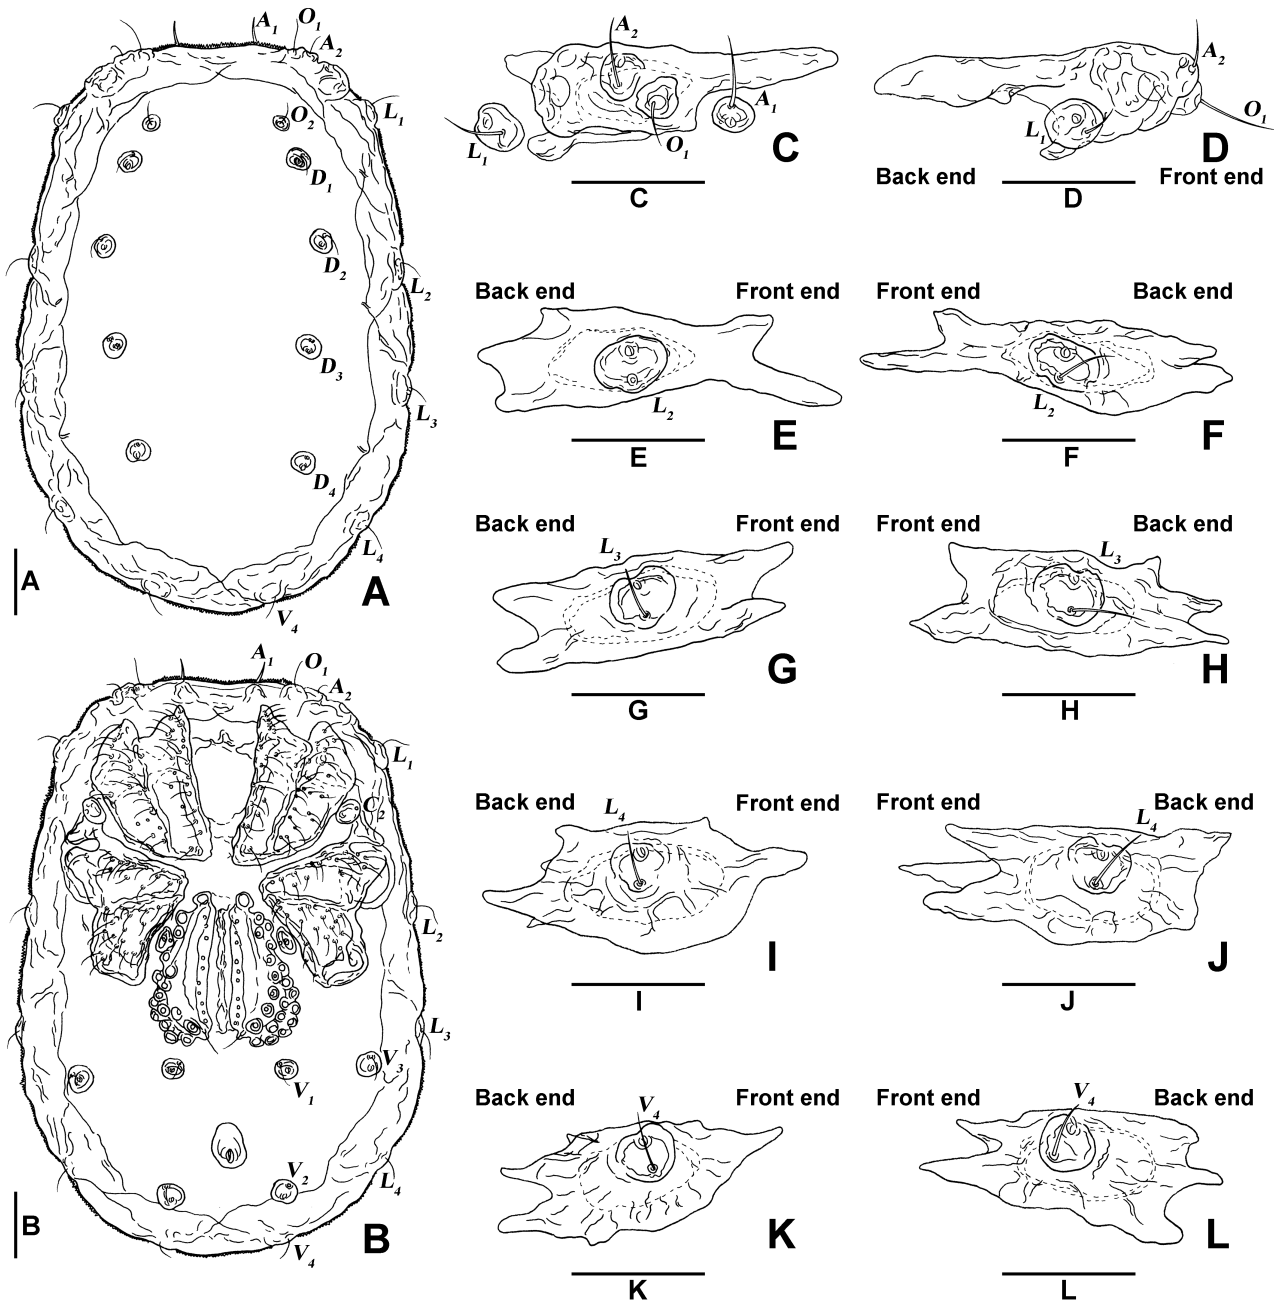 A₁ O₁
A₂
L₁
O₂
D₁
D₂
L₂
D₃
L₃
D₄
L₄
V₄
A
A
A₂
A₁
L₁
O₁
C
C
A₂
O₁
L₁
D
Back end Front end
D
Back end Front end
L₂
E
E
Front end Back end
L₂
F
F
Back end Front end
L₃
G
G
Front end Back end
L₃
H
H
A₁ O₁
A₂
L₁
C₂
L₂
L₃
V₃
V₁
V₂
L₄
V₄
B
B
Back end Front end
L₄
I
I
Front end Back end
L₄
J
J
Back end Front end
V₄
K
K
Front end Back end
V₄
L
L